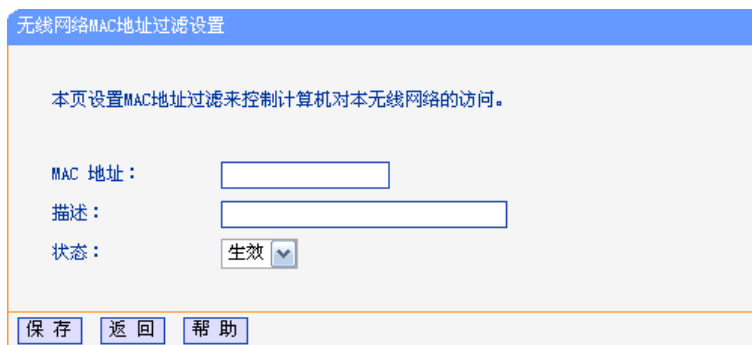 无线网络MAC地址过滤设置
本页设置MAC地址过滤来控制计算机对本无线网络的访问。
MAC 地址：
描述：
状态： 生效
保 存 返 回 帮 助